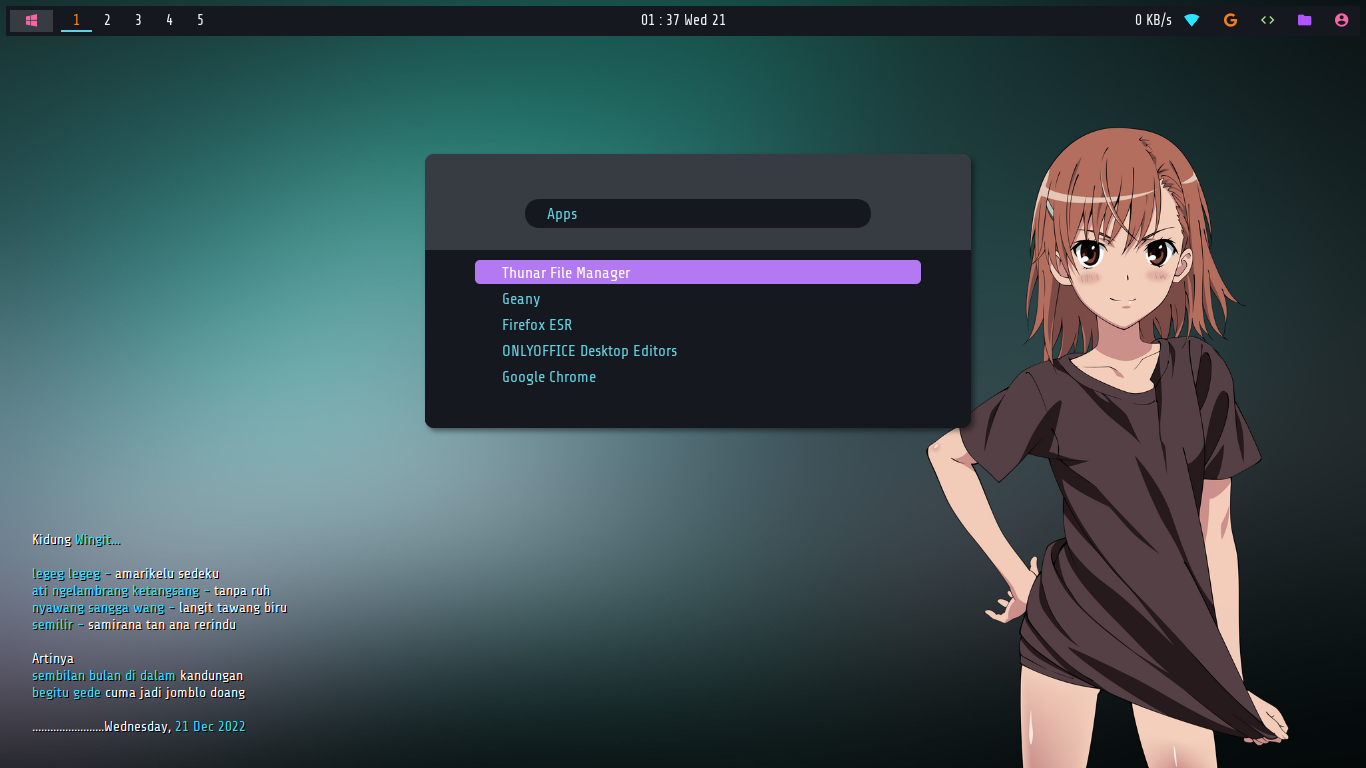 1 2 3 4 5 01 : 37 Wed 21 0 KB/s
Apps
Thunar File Manager
Geany
Firefox ESR
ONLYOFFICE Desktop Editors
Google Chrome
Kidung Wingit...
legeg legeg - amarikelu sedeku
ati ngelambrang ketangsang - tanpa ruh
nyawang sangga wang - langit tawang biru
semilir - samirana tan ana rerindu
Artinya
sembilan bulan di dalam kandungan
begitu gede cuma jadi jomblo doang
........................Wednesday, 21 Dec 2022